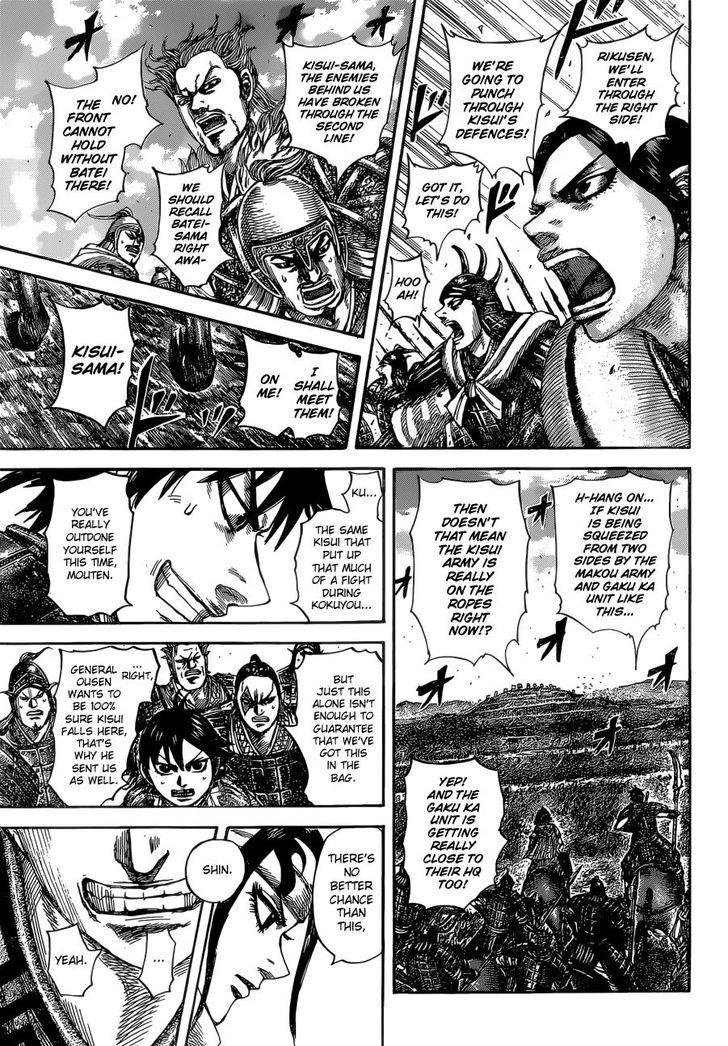 RIKUSEN,
WE'LL
ENTER
THROUGH
THE RIGHT
SIDE!
WE'RE
GOING TO
PUNCH
THROUGH
KISUI'S
DEFENCES!
GOT IT,
LET'S DO
THIS!
HOO
AH!
KISUI-SAMA,
THE ENEMIES
BEHIND US
HAVE BROKEN
THROUGH THE
SECOND
LINE!
WE
SHOULD
RECALL
BATEI-
SAMA
RIGHT
AWA-
NO!
THE
FRONT
CANNOT
HOLD
WITHOUT
BATEI
THERE!
I
SHALL
MEET
THEM!
ON
ME!
KISUI-
SAMA!
H-HANG ON...
IF KISUI
IS BEING
SQUEEZED
FROM TWO
SIDES BY THE
MAKOU ARMY
AND GAKU KA
UNIT LIKE
THIS...
THEN
DOESN'T
THAT MEAN
THE KISUI
ARMY IS
REALLY
ON THE
ROPES
RIGHT
NOW!?
YEP!
AND THE
GAKU KA
UNIT IS
GETTING
REALLY
CLOSE TO
THEIR HQ
TOO!
KU...
THE SAME
KISUI THAT
PUT UP
THAT MUCH
OF A FIGHT
DURING
KOKUYOU...
YOU'VE
REALLY
OUTDONE
YOURSELF
THIS TIME,
MOUTEN.
BUT
JUST THIS
ALONE ISN'T
ENOUGH TO
GUARANTEE
THAT WE'VE
GOT THIS
IN THE
BAG.
...
RIGHT,
GENERAL
OUSEN
WANTS TO
BE 100%
SURE KISUI
FALLS HERE,
THAT'S
WHY HE
SENT US
AS WELL.
THERE'S
NO
BETTER
CHANCE
THAN
THIS,
SHIN.
...
YEAH.